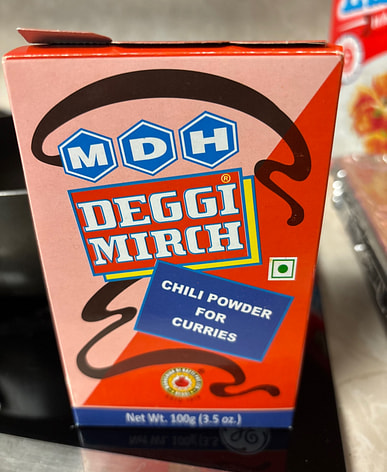 MDH
DEGGI®
MIRCH
CHILI POWDER
FOR
CURRIES
Net Wt. 100g (3.5 oz.)